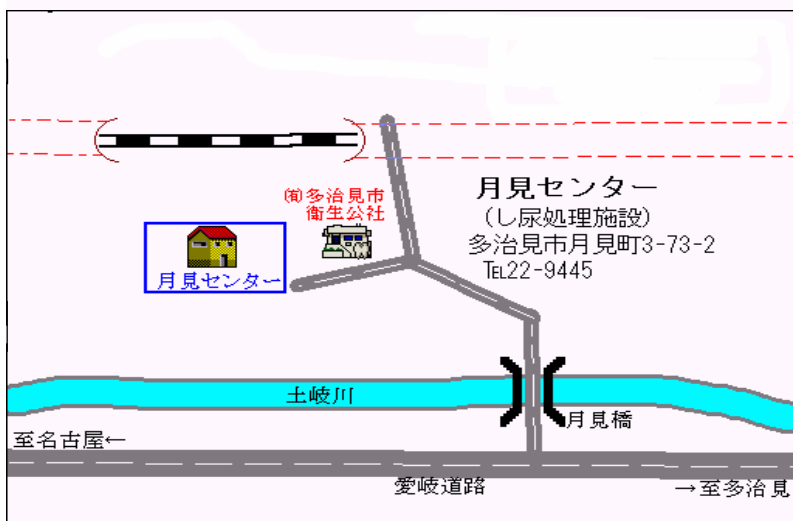 ㈲多治見市
衛生公社
月見センター
月見センター
(し尿処理施設)
多治見市月見町3-73-2
℡22-9445
土岐川
月見橋
至名古屋←
愛岐道路
→至多治見